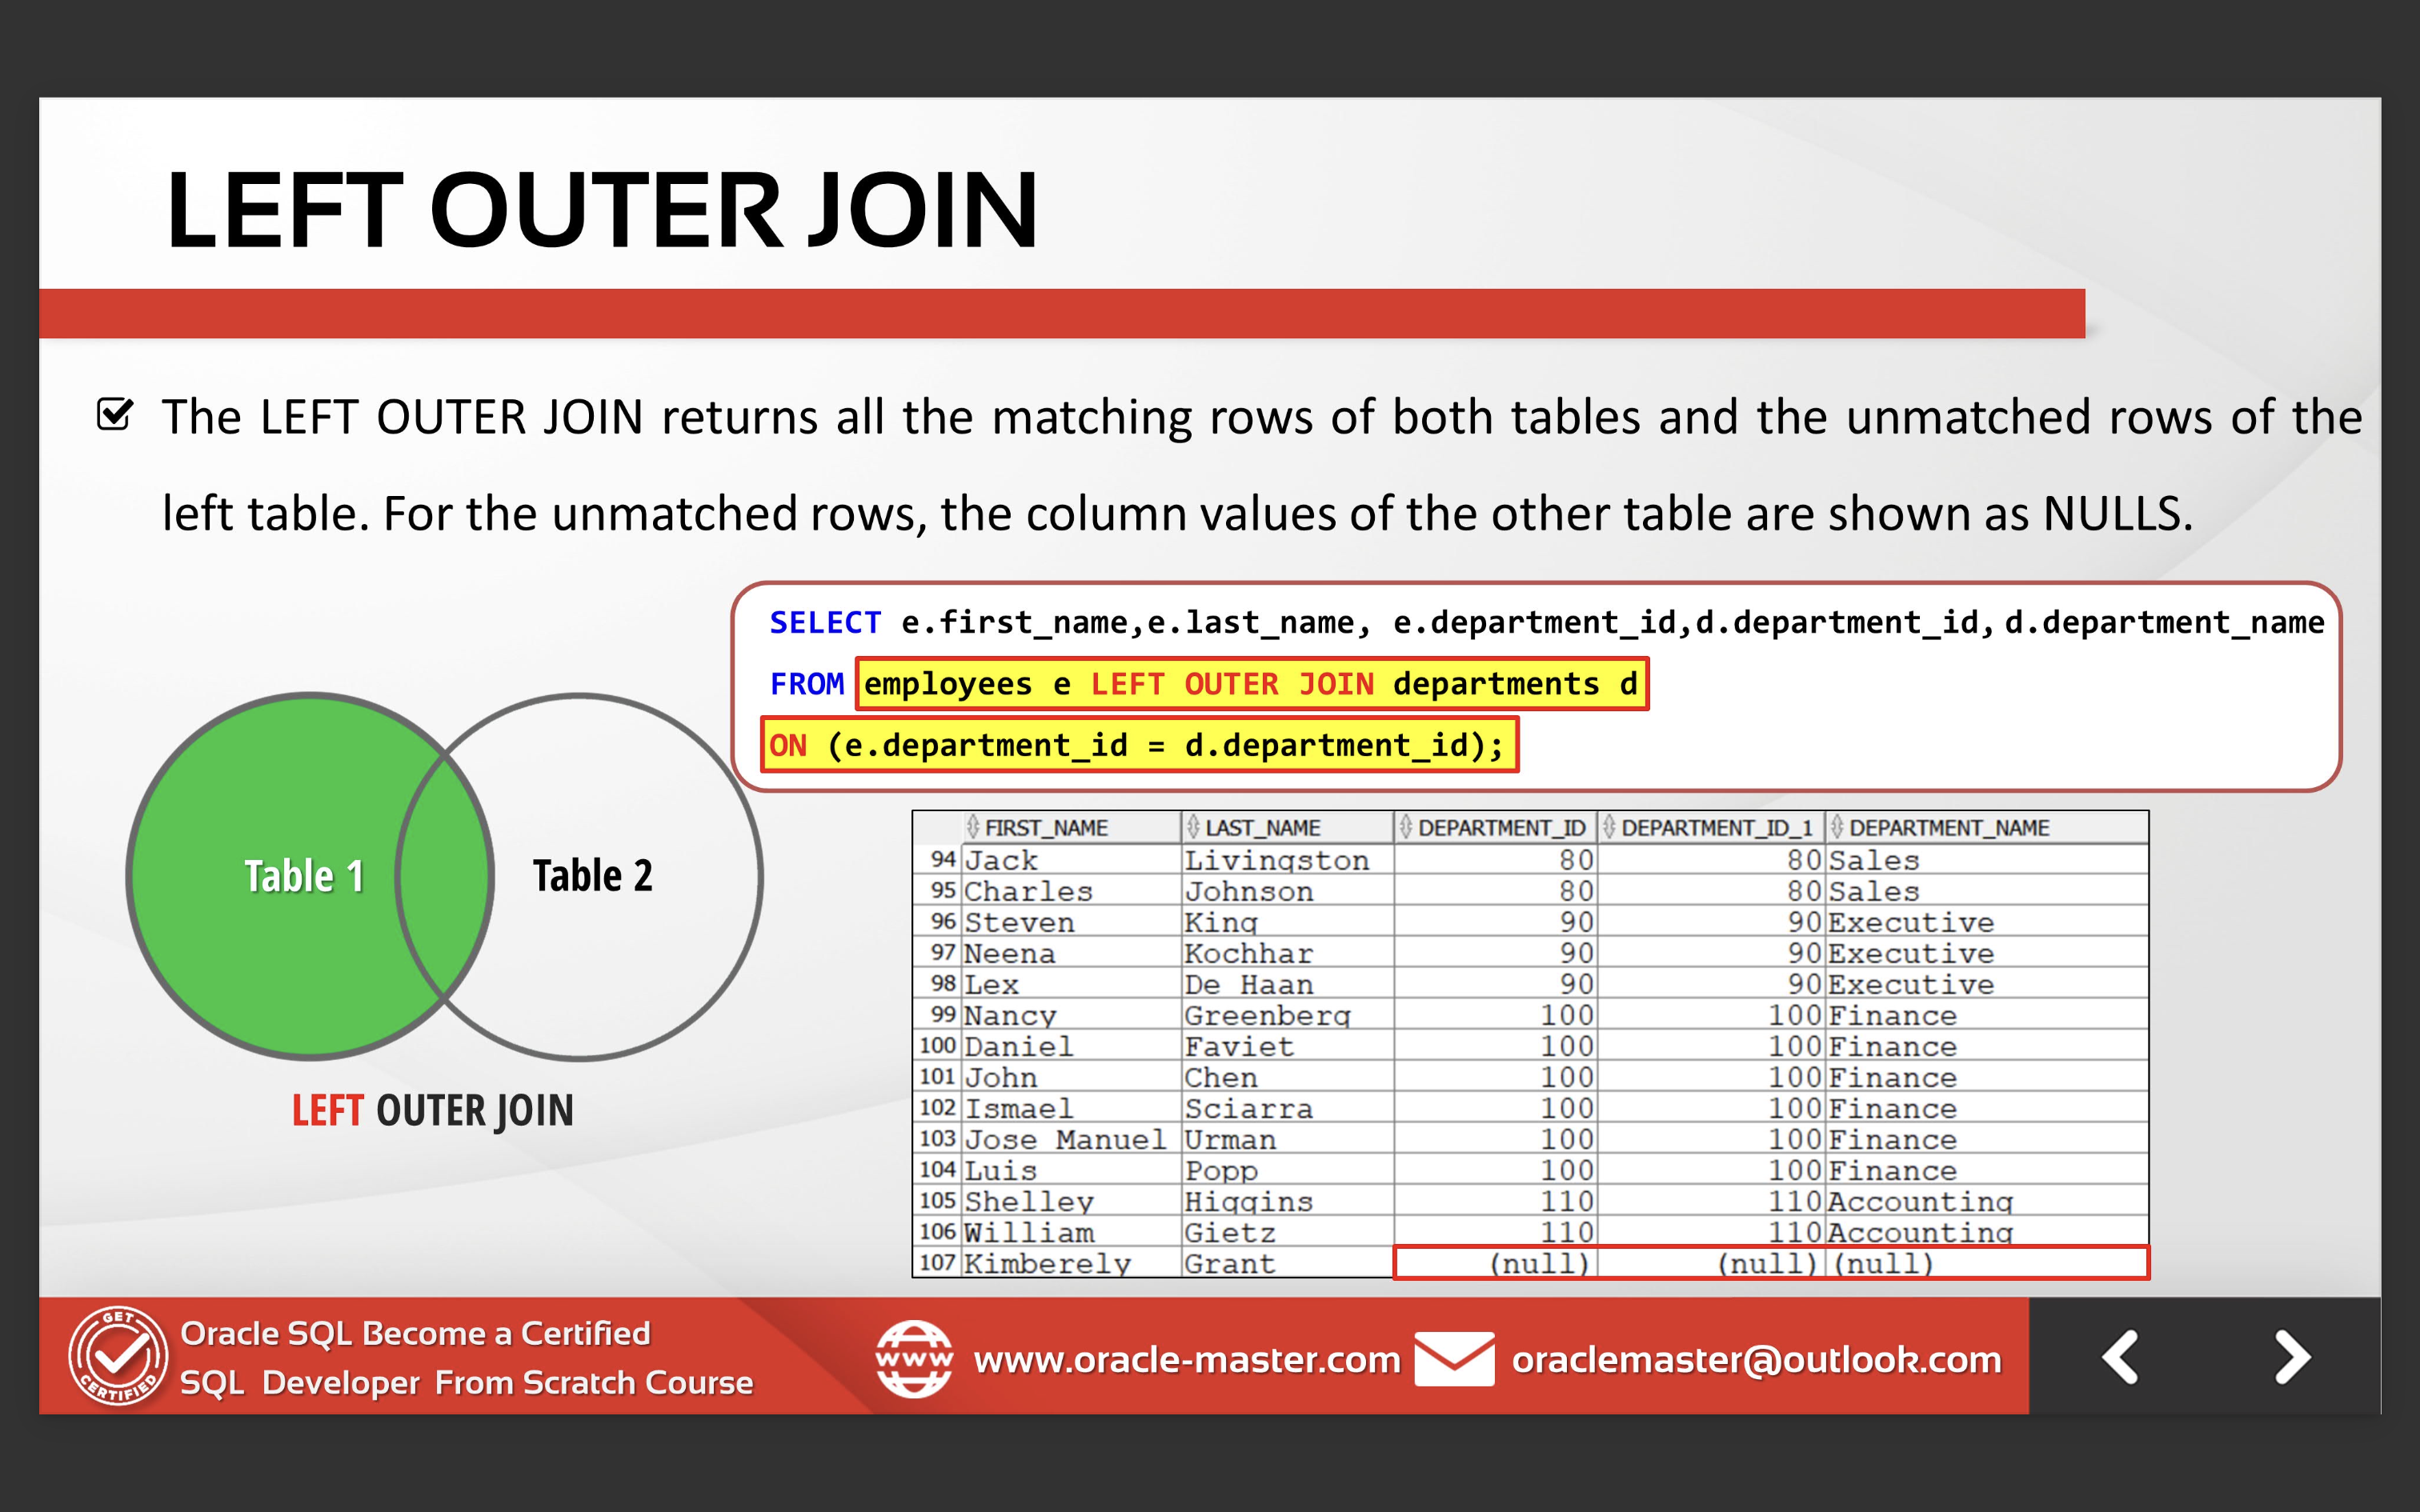 LEFT OUTER JOIN
The LEFT OUTER JOIN returns all the matching rows of both tables and the unmatched rows of the
left table. For the unmatched rows, the column values of the other table are shown as NULLS.
SELECT e.first_name,e.last_name, e.department_id,d.department_id, d.department_name
FROM employees e LEFT OUTER JOIN departments d
ON (e.department_id = d.department_id);
Table 1 Table 2
LEFT OUTER JOIN
FIRST_NAME LAST_NAME DEPARTMENT_ID DEPARTMENT_ID_1 DEPARTMENT_NAME
94 Jack Livingston 80 80 Sales
95 Charles Johnson 80 80 Sales
96 Steven King 90 90 Executive
97 Neena Kochhar 90 90 Executive
98 Lex De Haan 90 90 Executive
99 Nancy Greenberg 100 100 Finance
100 Daniel Faviet 100 100 Finance
101 John Chen 100 100 Finance
102 Ismael Sciarra 100 100 Finance
103 Jose Manuel Urman 100 100 Finance
104 Luis Popp 100 100 Finance
105 Shelley Higgins 110 110 Accounting
106 William Gietz 110 110 Accounting
107 Kimberely Grant (null) (null) (null)
GET CERTIFIED
Oracle SQL Become a Certified
SQL Developer From Scratch Course
www
www.oracle-master.com
oraclemaster@outlook.com